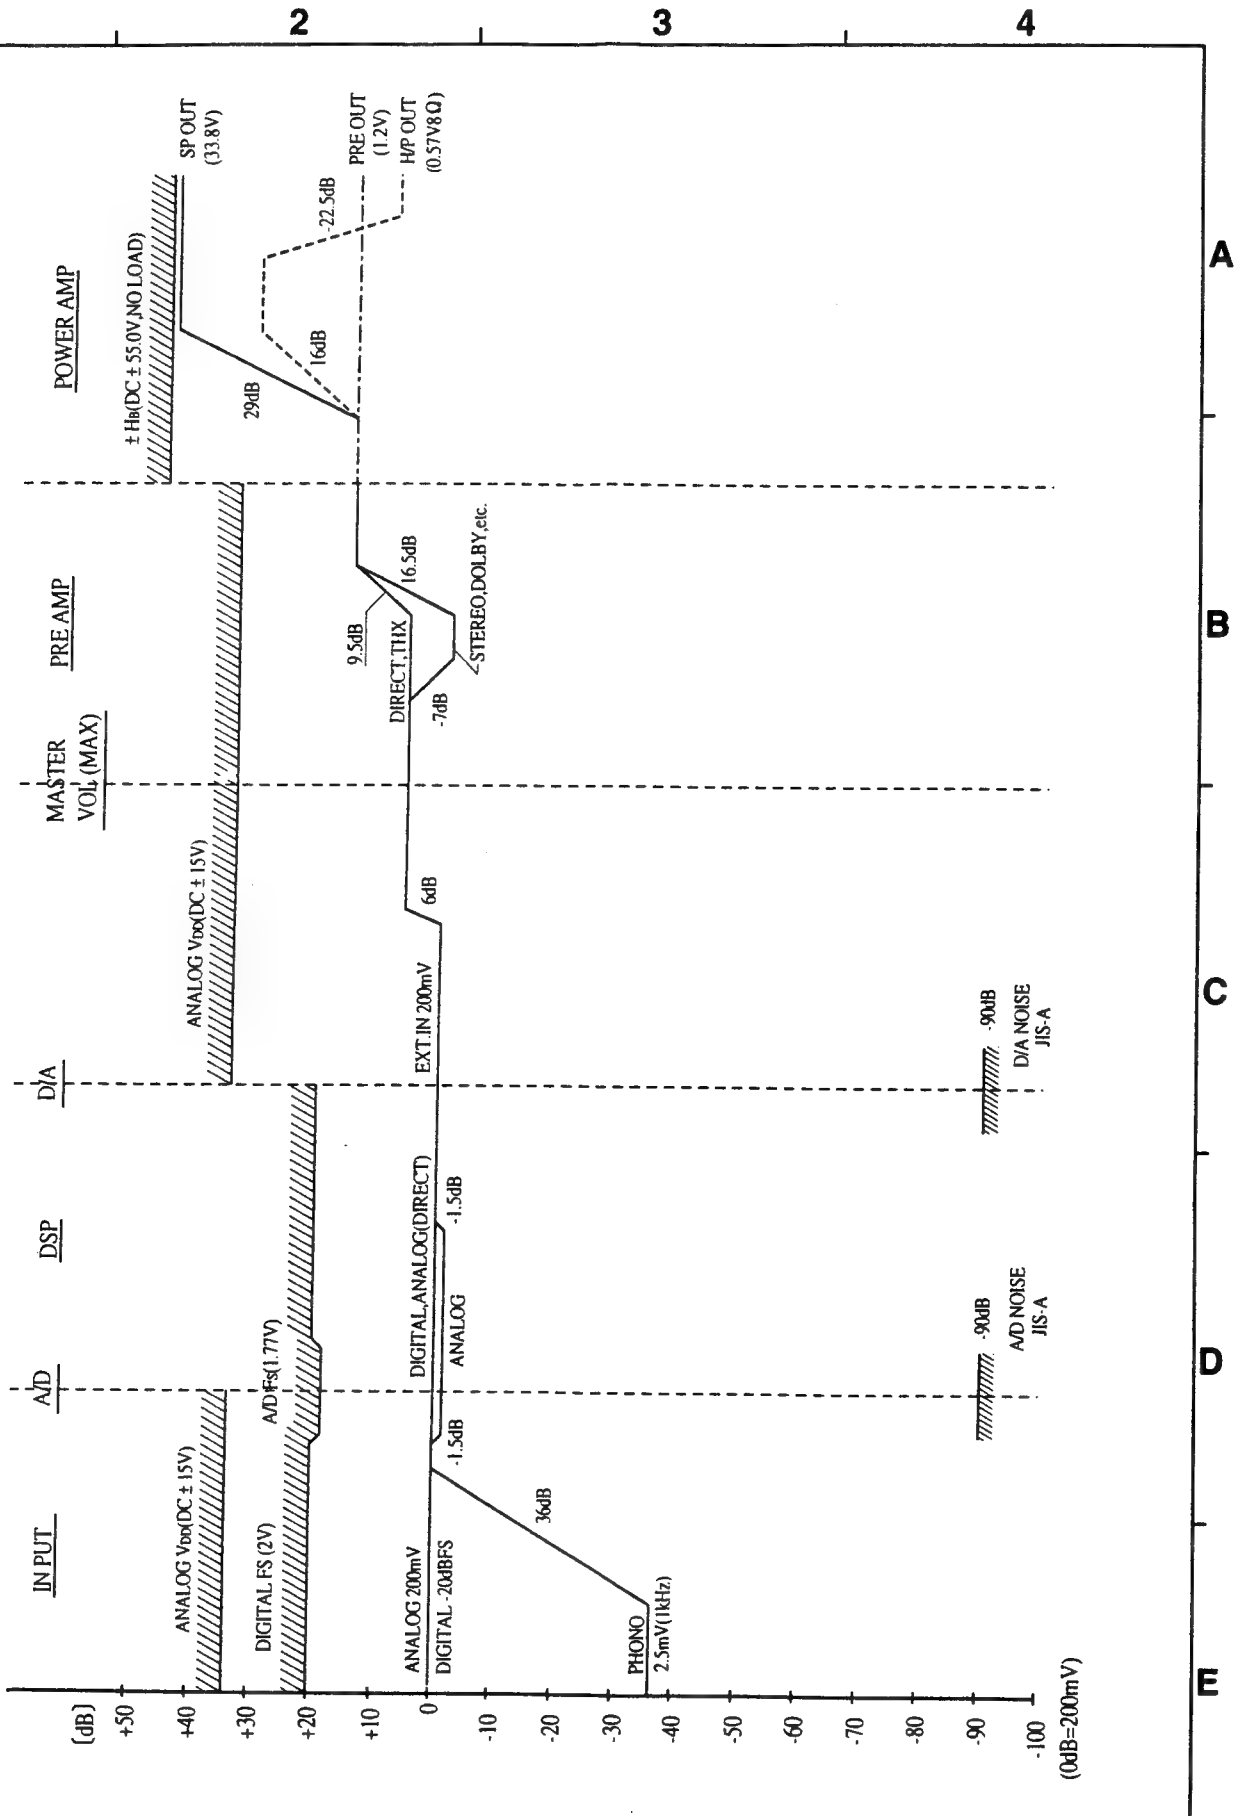 2
3
4
A
B
C
D
E
INPUT
A/D
DSP
D/A
MASTER
VOL (MAX)
PRE AMP
POWER AMP
[dB]
+50
+40
+30
+20
+10
0
-10
-20
-30
-40
-50
-60
-70
-80
-90
-100
(0dB=200mV)
ANALOG VDD(DC ± 15V)
DIGITAL FS (2V)
A/D Fs(1.77V)
ANALOG 200mV
DIGITAL -20dBFS
PHONO
2.5mV(1kHz)
36dB
-1.5dB
DIGITAL,ANALOG(DIRECT)
ANALOG
-1.5dB
-90dB
A/D NOISE
JIS-A
-90dB
D/A NOISE
JIS-A
ANALOG VDD(DC ± 15V)
EXT.IN 200mV
6dB
DIRECT,THX
-7dB
9.5dB
16.5dB
STEREO,DOLBY,etc.
± HB(DC ± 55.0V,NO LOAD)
29dB
16dB
-22.5dB
SP OUT
(33.8V)
PRE OUT
(1.2V)
H/P OUT
(0.57V8Ω)